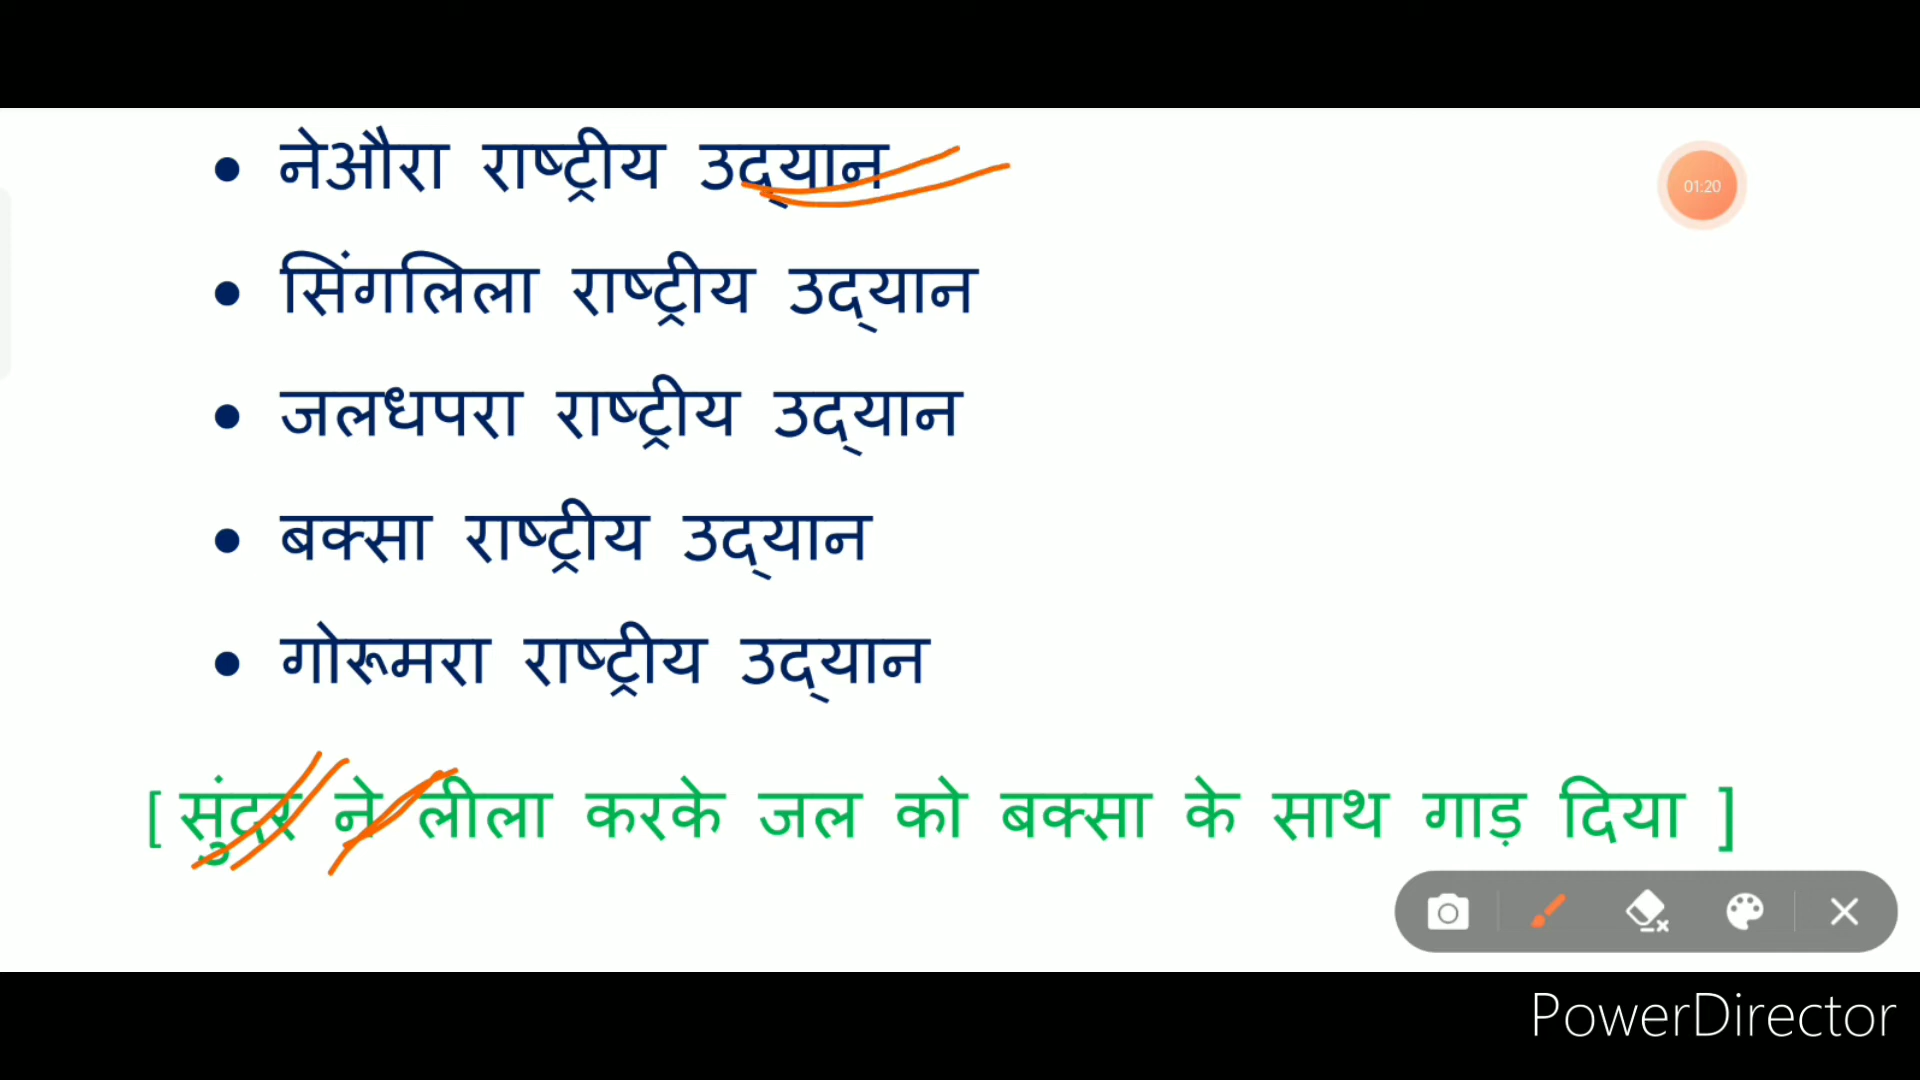 • नेऔरा राष्ट्रीय उद्यान
01:20
• सिंगलिला राष्ट्रीय उद्यान
• जलधपरा राष्ट्रीय उद्यान
• बक्सा राष्ट्रीय उद्यान
• गोरूमरा राष्ट्रीय उद्यान
[ सुंदर ने लीला करके जल को बक्सा के साथ गाड़ दिया ]
PowerDirector